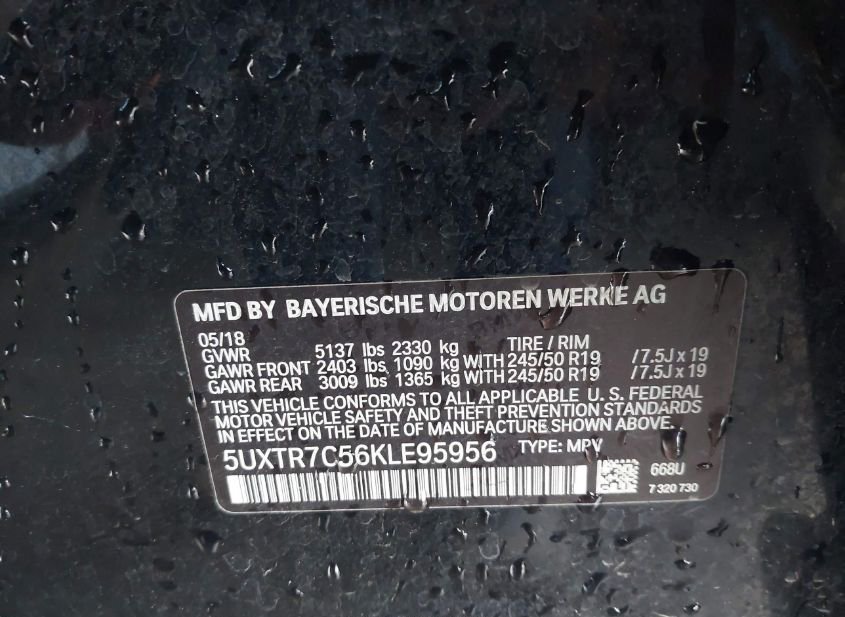 MFD BY BAYERISCHE MOTOREN WERKE AG
05/18
GVWR 5137 lbs 2330 kg TIRE / RIM
GAWR FRONT 2403 lbs 1090 kg WITH 245/50 R19 /7.5J x 19
GAWR REAR 3009 lbs 1365 kg WITH 245/50 R19 /7.5J x 19
THIS VEHICLE CONFORMS TO ALL APPLICABLE U. S. FEDERAL
MOTOR VEHICLE SAFETY AND THEFT PREVENTION STANDARDS
IN EFFECT ON THE DATE OF MANUFACTURE SHOWN ABOVE.
5UXTR7C56KLE95956 TYPE: MPV
668U
7 320 730